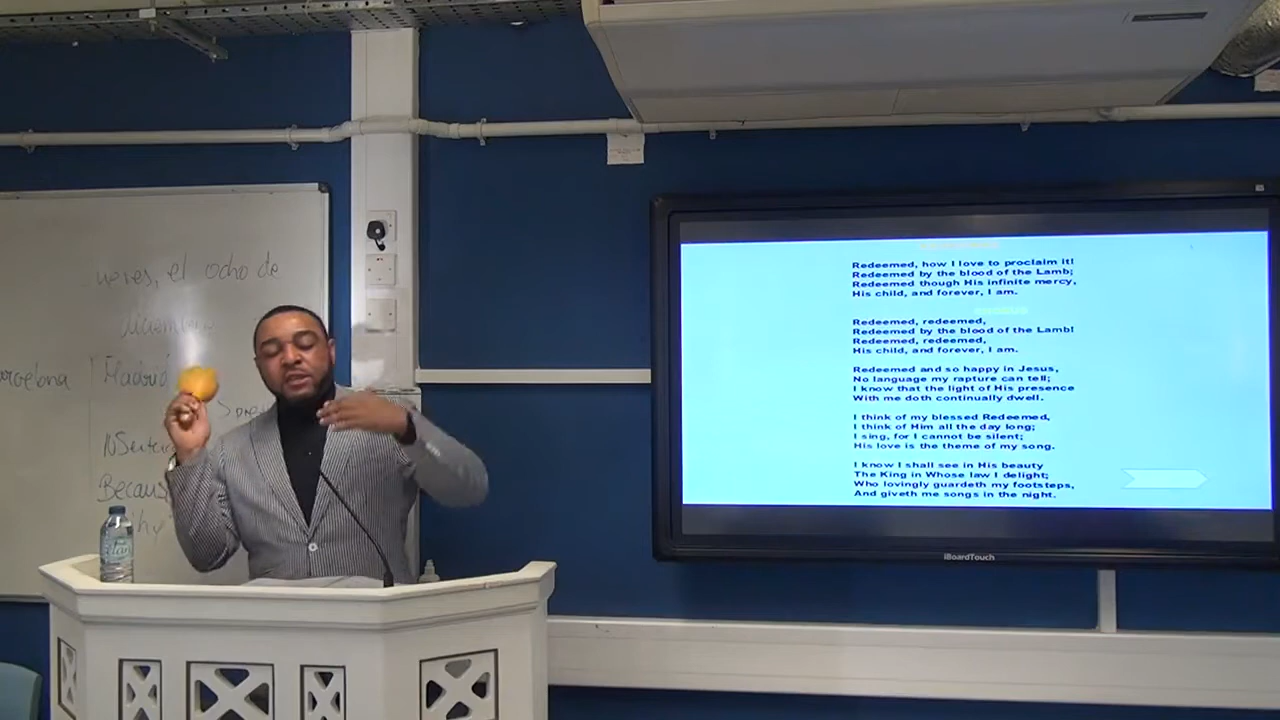 ueves, el ocho de
Madrid
Becaus
Redeemed, how I love to proclaim it!
Redeemed by the blood of the Lamb;
Redeemed though His infinite mercy,
His child, and forever, I am.
Redeemed, redeemed,
Redeemed by the blood of the Lamb!
Redeemed, redeemed,
His child, and forever, I am.
Redeemed and so happy in Jesus,
No language my rapture can tell;
I know that the light of His presence
With me doth continually dwell.
I think of my blessed Redeemed,
I think of Him all the day long;
I sing, for I cannot be silent;
His love is the theme of my song.
I know I shall see in His beauty
The King in Whose law I delight;
Who lovingly guardeth my footsteps,
And giveth me songs in the night.
iBoardTouch